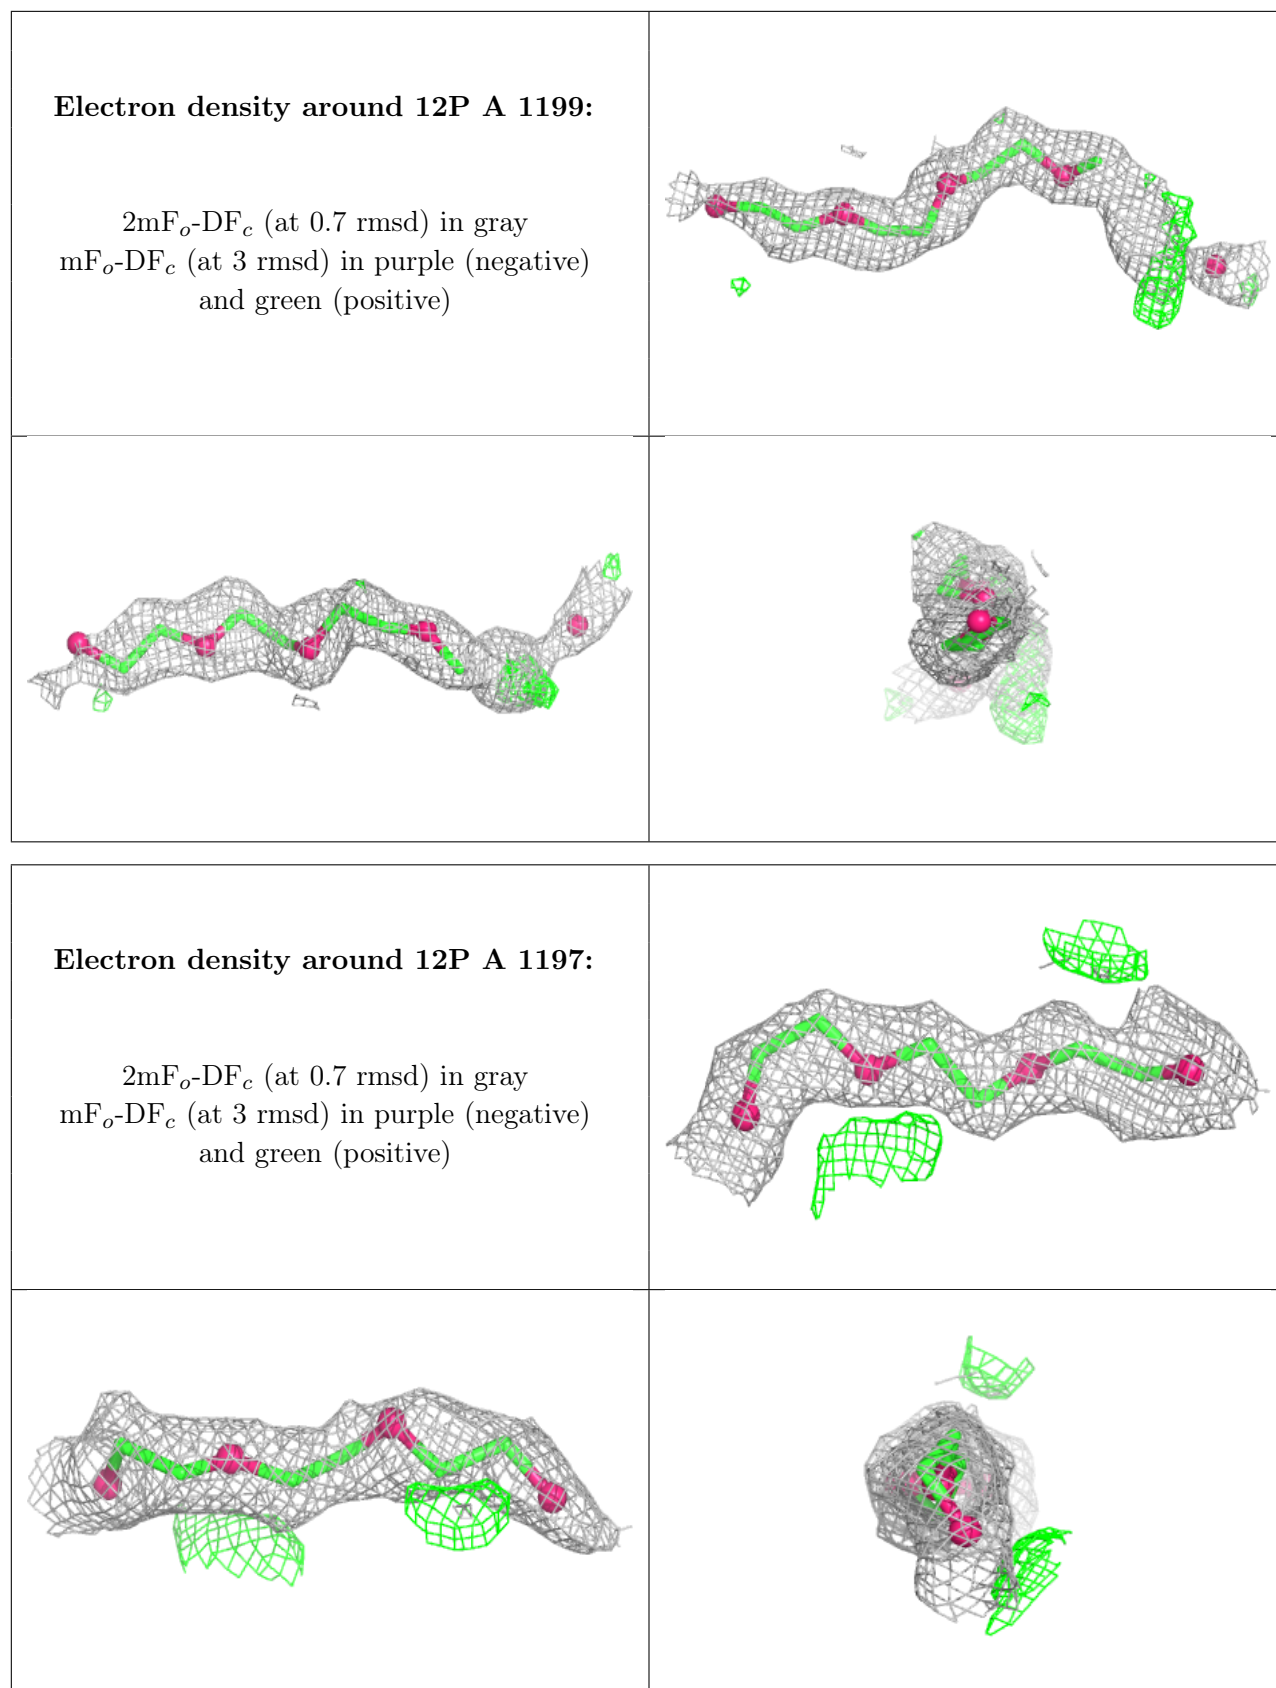 Electron density around 12P A 1199:
2mFₒ-DF𝒸 (at 0.7 rmsd) in gray
mFₒ-DF𝒸 (at 3 rmsd) in purple (negative)
and green (positive)
Electron density around 12P A 1197:
2mFₒ-DF𝒸 (at 0.7 rmsd) in gray
mFₒ-DF𝒸 (at 3 rmsd) in purple (negative)
and green (positive)